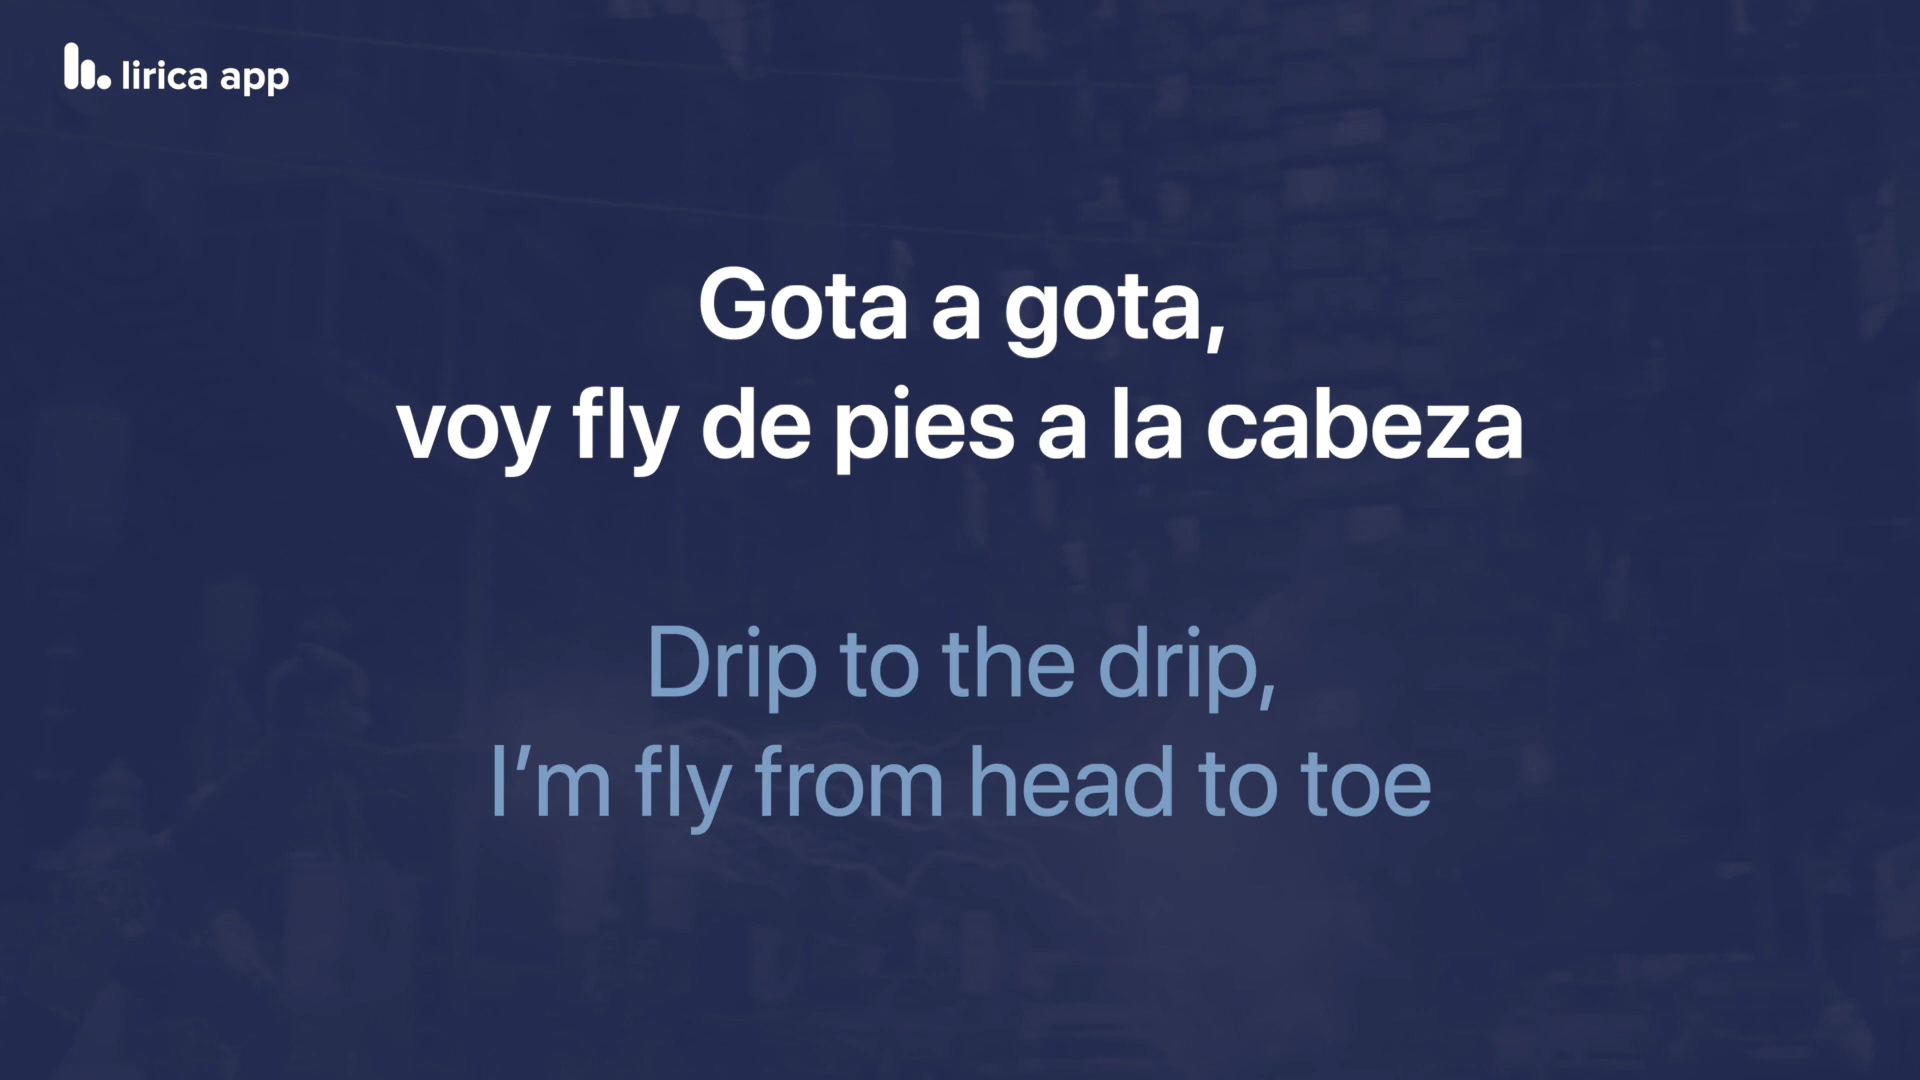 lirica app
Gota a gota,
voy fly de pies a la cabeza
Drip to the drip,
I’m fly from head to toe